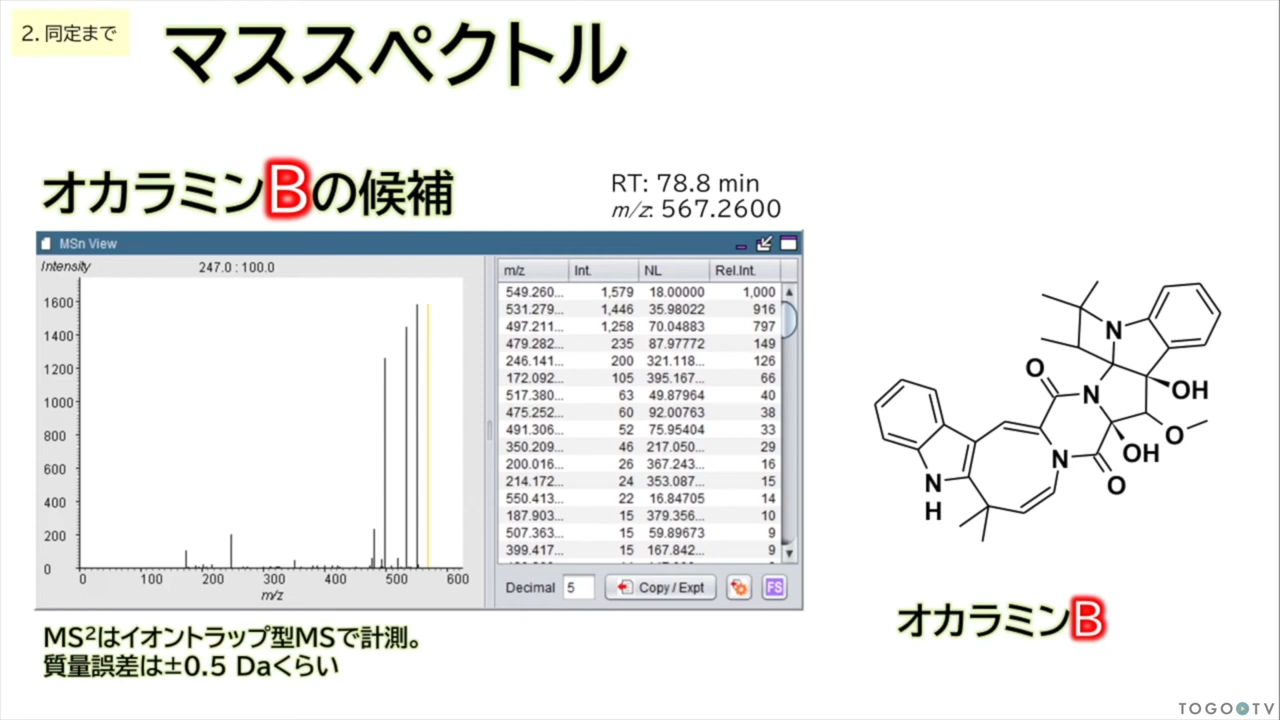 2. 同定まで
マススペクトル
オカラミンBの候補
RT: 78.8 min
m/z: 567.2600
MSn View
Intensity
247.0 : 100.0
1600
1400
1200
1000
800
600
400
200
0
0 100 200 300 400 500 600
m/z
m/z Int. NL Rel.Int.
549.260... 1,579 18.00000 1,000
531.279... 1,446 35.98022 916
497.211... 1,258 70.04883 797
479.282... 235 87.97772 149
246.141... 200 321.118... 126
172.092... 105 395.167... 66
517.380... 63 49.87964 40
475.252... 60 92.00763 38
491.306... 52 75.95404 33
350.209... 46 217.050... 29
200.016... 26 367.243... 16
214.172... 24 353.087... 15
550.413... 22 16.84705 14
187.903... 15 379.356... 10
507.363... 15 59.89673 9
399.417... 15 167.842... 9
Decimal 5 Copy / Expt FS
MS²はイオントラップ型MSで計測。
質量誤差は±0.5 Daくらい
N
O
N
OH
O
OH
N
O
N
H
オカラミンB
TOGO TV